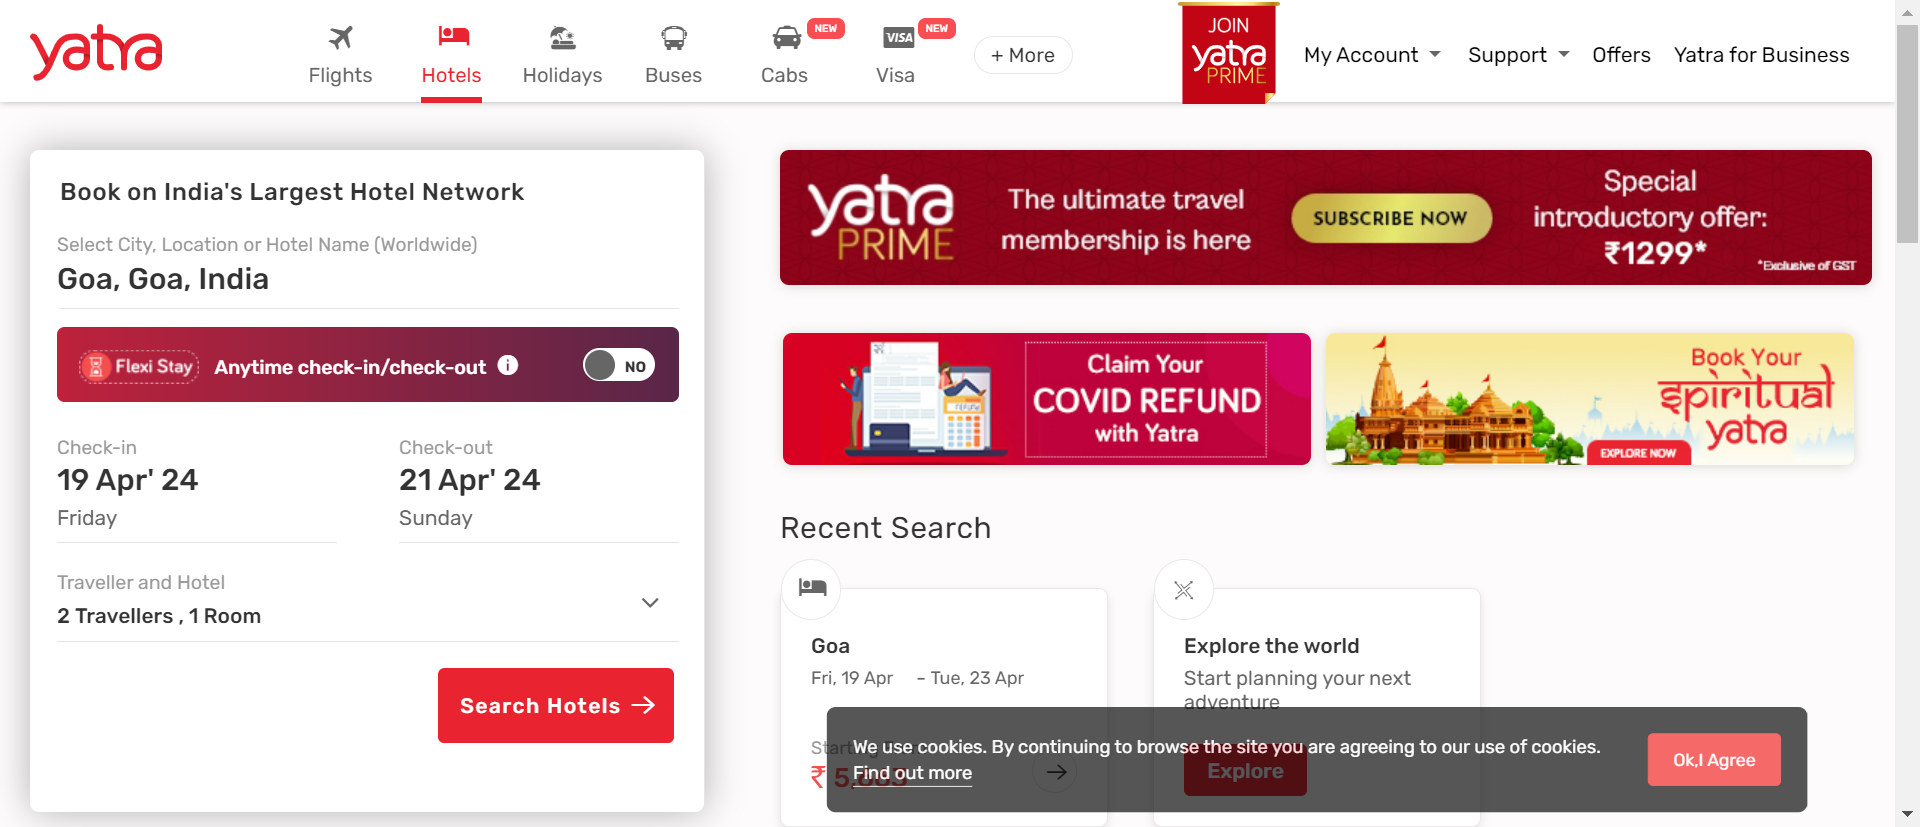 yatra
Flights
Hotels
Holidays
Buses
Cabs
NEW
VISA
Visa
NEW
+ More
JOIN
yatra
PRIME
My Account
Support
Offers
Yatra for Business
Book on India's Largest Hotel Network
Select City, Location or Hotel Name (Worldwide)
Goa, Goa, India
Flexi Stay
Anytime check-in/check-out
i
NO
Check-in
19 Apr' 24
Friday
Check-out
21 Apr' 24
Sunday
Traveller and Hotel
2 Travellers , 1 Room
Search Hotels
yatra
PRIME
The ultimate travel
membership is here
SUBSCRIBE NOW
Special
introductory offer:
₹1299*
*Exclusive of GST
refund
Claim Your
COVID REFUND
with Yatra
Book Your
spiritual
yatra
EXPLORE NOW
Recent Search
Goa
Fri, 19 Apr – Tue, 23 Apr
Explore the world
Start planning your next
adventure
Explore
We use cookies. By continuing to browse the site you are agreeing to our use of cookies.
Find out more
Ok,I Agree